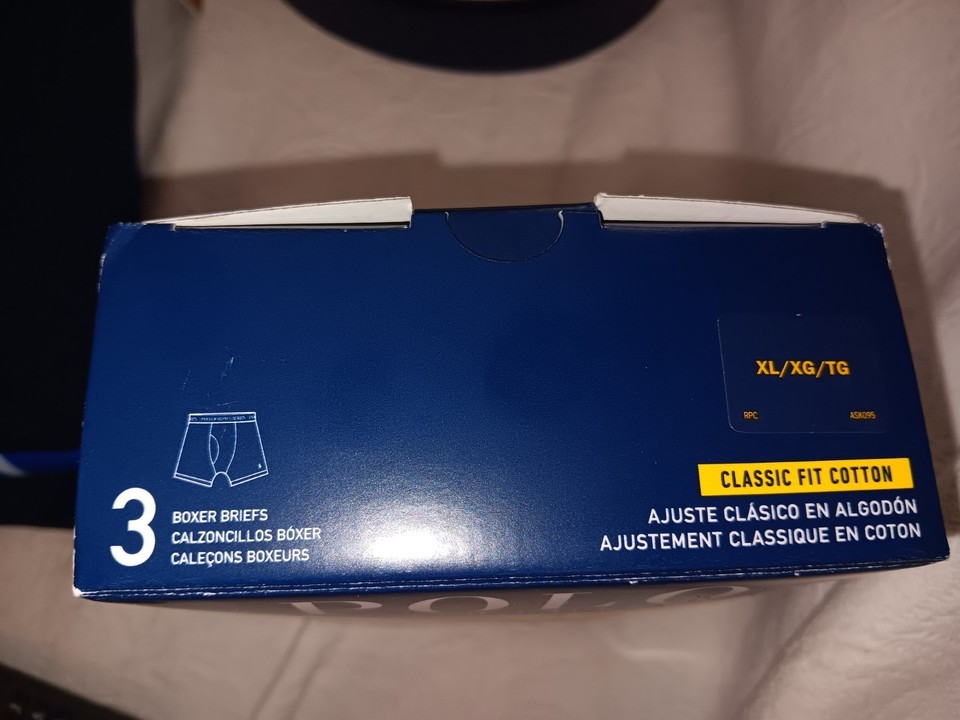 XL/XG/TG
RPC ASK095
CLASSIC FIT COTTON
AJUSTE CLÁSICO EN ALGODÓN
AJUSTEMENT CLASSIQUE EN COTON
3
BOXER BRIEFS
CALZONCILLOS BÓXER
CALEÇONS BOXEURS
POLO